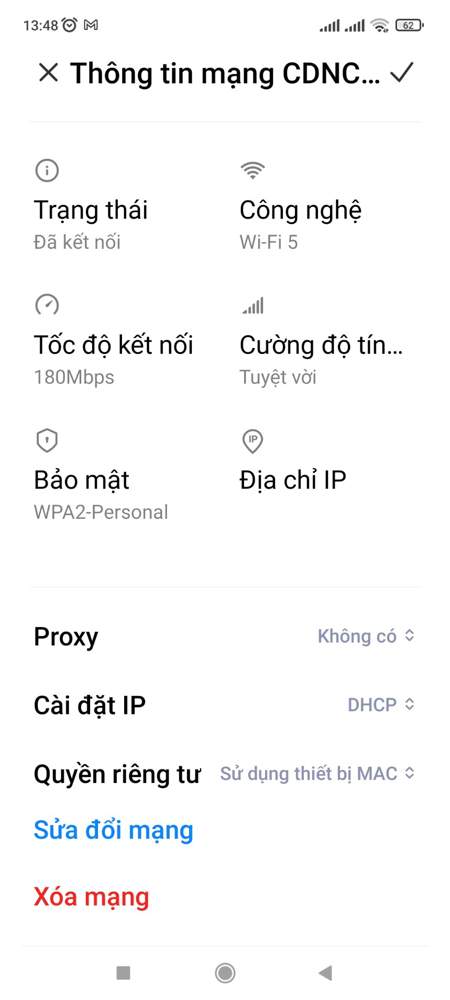 13:48
62
Thông tin mạng CDNC...
Trạng thái
Đã kết nối
Công nghệ
Wi-Fi 5
Tốc độ kết nối
180Mbps
Cường độ tín...
Tuyệt vời
Bảo mật
WPA2-Personal
IP
Địa chỉ IP
Proxy
Không có
Cài đặt IP
DHCP
Quyền riêng tư
Sử dụng thiết bị MAC
Sửa đổi mạng
Xóa mạng